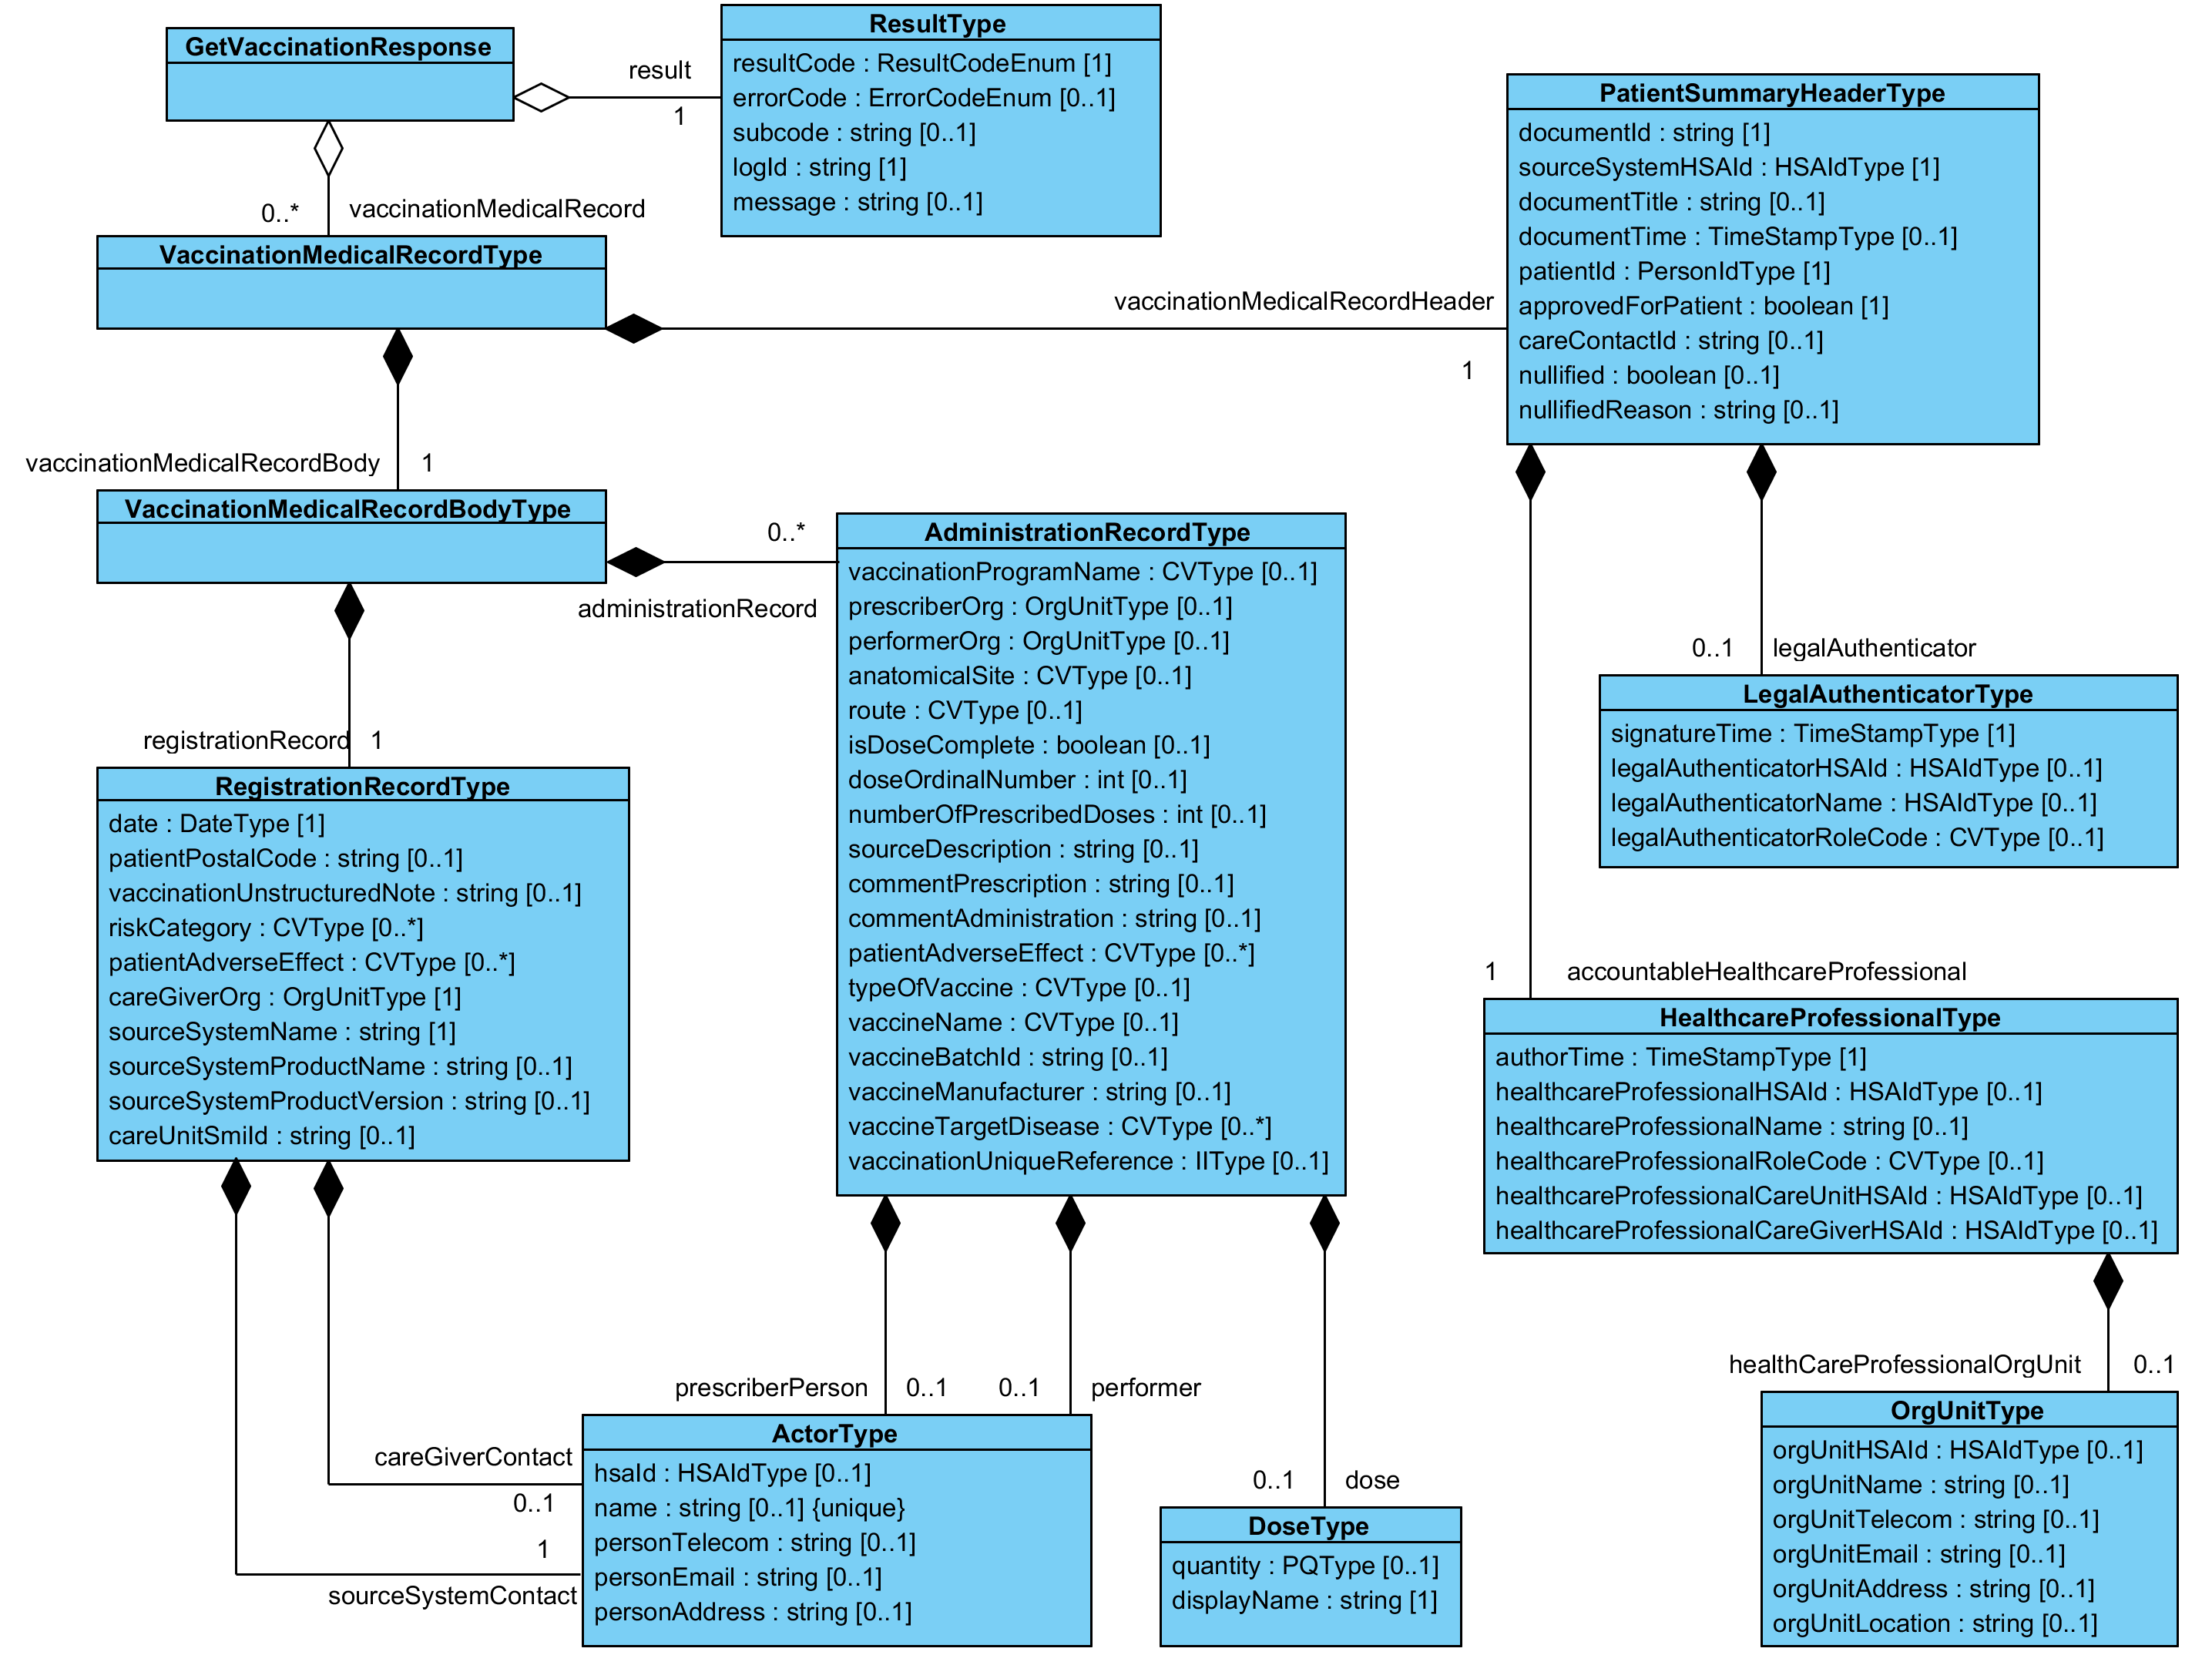 GetVaccinationResponse
result
1
ResultType
resultCode : ResultCodeEnum [1]
errorCode : ErrorCodeEnum [0..1]
subcode : string [0..1]
logId : string [1]
message : string [0..1]
0..*
vaccinationMedicalRecord
VaccinationMedicalRecordType
vaccinationMedicalRecordHeader
1
PatientSummaryHeaderType
documentId : string [1]
sourceSystemHSAId : HSAIdType [1]
documentTitle : string [0..1]
documentTime : TimeStampType [0..1]
patientId : PersonIdType [1]
approvedForPatient : boolean [1]
careContactId : string [0..1]
nullified : boolean [0..1]
nullifiedReason : string [0..1]
vaccinationMedicalRecordBody
1
VaccinationMedicalRecordBodyType
0..*
administrationRecord
AdministrationRecordType
vaccinationProgramName : CVType [0..1]
prescriberOrg : OrgUnitType [0..1]
performerOrg : OrgUnitType [0..1]
anatomicalSite : CVType [0..1]
route : CVType [0..1]
isDoseComplete : boolean [0..1]
doseOrdinalNumber : int [0..1]
numberOfPrescribedDoses : int [0..1]
sourceDescription : string [0..1]
commentPrescription : string [0..1]
commentAdministration : string [0..1]
patientAdverseEffect : CVType [0..*]
typeOfVaccine : CVType [0..1]
vaccineName : CVType [0..1]
vaccineBatchId : string [0..1]
vaccineManufacturer : string [0..1]
vaccineTargetDisease : CVType [0..*]
vaccinationUniqueReference : IIType [0..1]
0..1
legalAuthenticator
LegalAuthenticatorType
signatureTime : TimeStampType [1]
legalAuthenticatorHSAId : HSAIdType [0..1]
legalAuthenticatorName : HSAIdType [0..1]
legalAuthenticatorRoleCode : CVType [0..1]
registrationRecord
1
RegistrationRecordType
date : DateType [1]
patientPostalCode : string [0..1]
vaccinationUnstructuredNote : string [0..1]
riskCategory : CVType [0..*]
patientAdverseEffect : CVType [0..*]
careGiverOrg : OrgUnitType [1]
sourceSystemName : string [1]
sourceSystemProductName : string [0..1]
sourceSystemProductVersion : string [0..1]
careUnitSmiId : string [0..1]
1
accountableHealthcareProfessional
HealthcareProfessionalType
authorTime : TimeStampType [1]
healthcareProfessionalHSAId : HSAIdType [0..1]
healthcareProfessionalName : string [0..1]
healthcareProfessionalRoleCode : CVType [0..1]
healthcareProfessionalCareUnitHSAId : HSAIdType [0..1]
healthcareProfessionalCareGiverHSAId : HSAIdType [0..1]
prescriberPerson
0..1
0..1
performer
careGiverContact
0..1
1
sourceSystemContact
ActorType
hsaId : HSAIdType [0..1]
name : string [0..1] {unique}
personTelecom : string [0..1]
personEmail : string [0..1]
personAddress : string [0..1]
0..1
dose
DoseType
quantity : PQType [0..1]
displayName : string [1]
healthCareProfessionalOrgUnit
0..1
OrgUnitType
orgUnitHSAId : HSAIdType [0..1]
orgUnitName : string [0..1]
orgUnitTelecom : string [0..1]
orgUnitEmail : string [0..1]
orgUnitAddress : string [0..1]
orgUnitLocation : string [0..1]